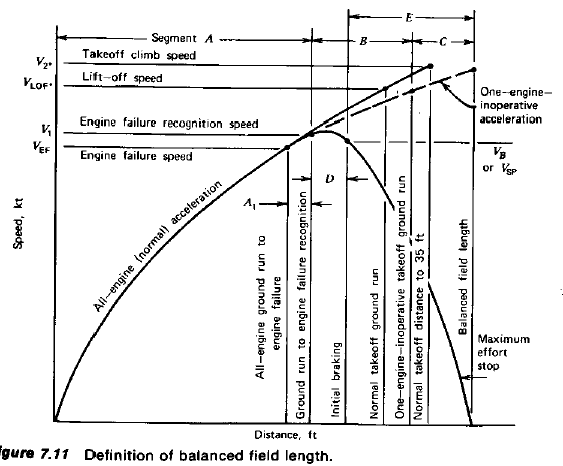 E
Segment A
B
C
V2'
Takeoff climb speed
VLOF'
Lift-off speed
One-engine-
inoperative
acceleration
V1
Engine failure recognition speed
VEF
Engine failure speed
VB
or VSP
D
A1
Speed, kt
All-engine (normal) acceleration
All-engine ground run to
engine failure
Ground run to engine failure recognition
Initial braking
Normal takeoff ground run
One-engine-inoperative takeoff ground run
Normal takeoff distance to 35 ft
Balanced field length
Maximum
effort
stop
Distance, ft
igure 7.11 Definition of balanced field length.